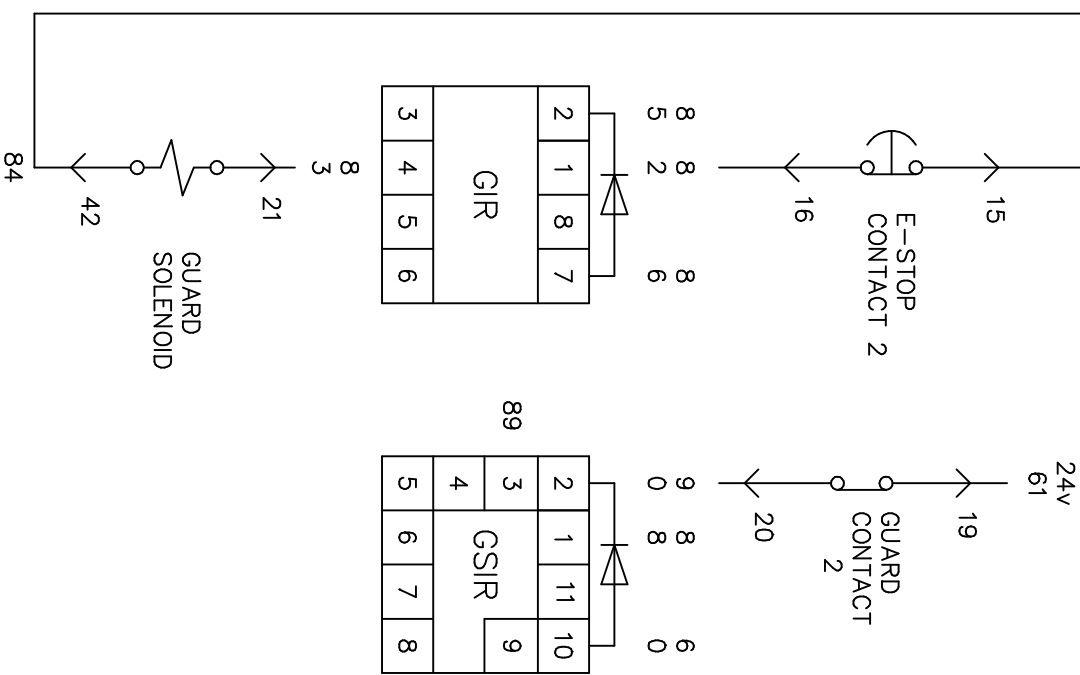 24v
61
15
19
E-STOP
CONTACT 2
GUARD
CONTACT
2
16
20
8 8 8
5 2 6
9 8 6
0 8 0
2 1 8 7
GIR
3 4 5 6
2 1 11 10
89
3 9
GSIR
4
5 6 7 8
8
3
21
GUARD
SOLENOID
42
84